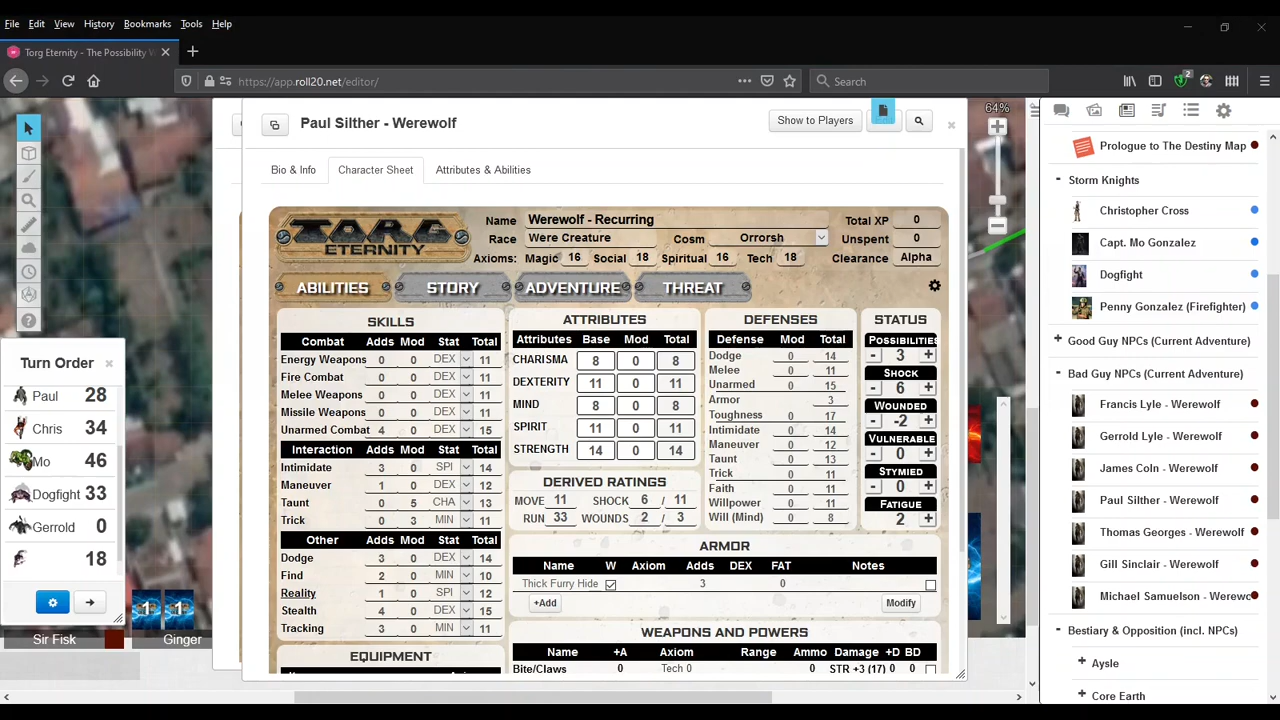 File Edit View History Bookmarks Tools Help
Torg Eternity - The Possibility W
https://app.roll20.net/editor/
Search
2
Paul Silther - Werewolf
Show to Players
64%
Bio & Info Character Sheet Attributes & Abilities
TORG ETERNITY
Name Werewolf - Recurring Total XP 0
Race Were Creature Cosm Orrorsh Unspent 0
Axioms: Magic 16 Social 18 Spiritual 16 Tech 18 Clearance Alpha
ABILITIES STORY ADVENTURE THREAT
SKILLS
Combat Adds Mod Stat Total
Energy Weapons 0 0 DEX 11
Fire Combat 0 0 DEX 11
Melee Weapons 0 0 DEX 11
Missile Weapons 0 0 DEX 11
Unarmed Combat 4 0 DEX 15
Interaction Adds Mod Stat Total
Intimidate 3 0 SPI 14
Maneuver 1 0 DEX 12
Taunt 0 5 CHA 13
Trick 0 3 MIN 11
Other Adds Mod Stat Total
Dodge 3 0 DEX 14
Find 2 0 MIN 10
Reality 1 0 SPI 12
Stealth 4 0 DEX 15
Tracking 3 0 MIN 11
EQUIPMENT
ATTRIBUTES
Attributes Base Mod Total
CHARISMA 8 0 8
DEXTERITY 11 0 11
MIND 8 0 8
SPIRIT 11 0 11
STRENGTH 14 0 14
DERIVED RATINGS
MOVE 11 SHOCK 6 / 11
RUN 33 WOUNDS 2 / 3
DEFENSES
Defense Mod Total
Dodge 0 14
Melee 0 11
Unarmed 0 15
Armor 3
Toughness 0 17
Intimidate 0 14
Maneuver 0 12
Taunt 0 13
Trick 0 11
Faith 0 11
Willpower 0 11
Will (Mind) 0 8
STATUS
POSSIBILITIES
- 3 +
SHOCK
- 6 +
WOUNDED
- -2 +
VULNERABLE
- 0 +
STYMIED
- 0 +
FATIGUE
2 +
ARMOR
Name W Axiom Adds DEX FAT Notes
Thick Furry Hide 3 0
+Add Modify
WEAPONS AND POWERS
Name +A Axiom Range Ammo Damage +D BD
Bite/Claws 0 Tech 0 0 STR +3 (17) 0 0
Turn Order
Paul 28
Chris 34
Mo 46
Dogfight 33
Gerrold 0
18
1 1
Sir Fisk Ginger
Prologue to The Destiny Map
Storm Knights
Christopher Cross
Capt. Mo Gonzalez
Dogfight
Penny Gonzalez (Firefighter)
Good Guy NPCs (Current Adventure)
Bad Guy NPCs (Current Adventure)
Francis Lyle - Werewolf
Gerrold Lyle - Werewolf
James Coln - Werewolf
Paul Silther - Werewolf
Thomas Georges - Werewolf
Gill Sinclair - Werewolf
Michael Samuelson - Werewo
Bestiary & Opposition (incl. NPCs)
Aysle
Core Earth